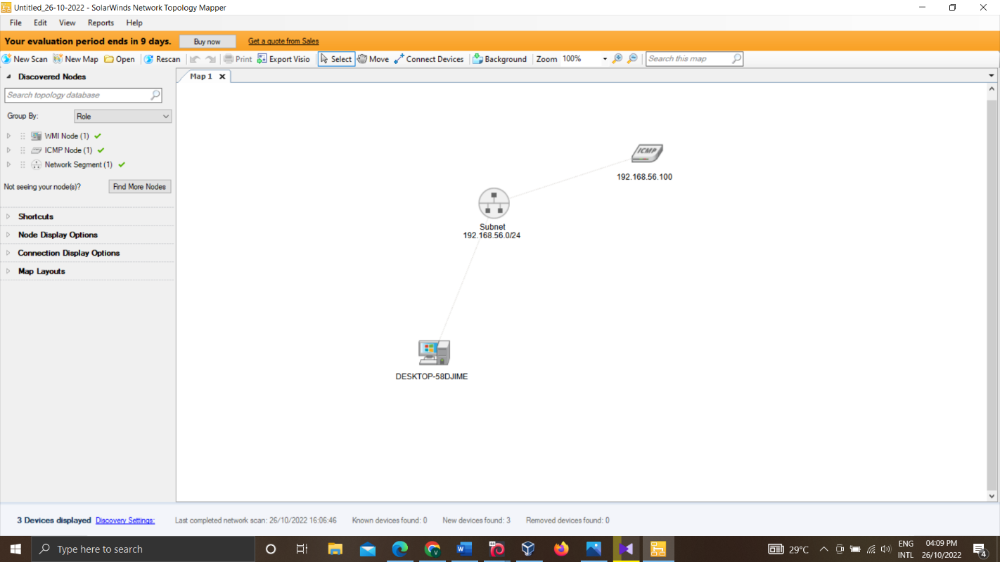 Untitled_26-10-2022 - SolarWinds Network Topology Mapper
File Edit View Reports Help
Your evaluation period ends in 9 days. Buy now Get a quote from Sales
New Scan New Map Open Rescan Print Export Visio Select Move Connect Devices Background Zoom 100% Search this map
Discovered Nodes
Map 1
Search topology database
Group By: Role
WMI Node (1)
ICMP Node (1)
Network Segment (1)
Not seeing your node(s)? Find More Nodes
Shortcuts
Node Display Options
Connection Display Options
Map Layouts
ICMP
192.168.56.100
Subnet
192.168.56.0/24
DESKTOP-58DJIME
3 Devices displayed Discovery Settings: Last completed network scan: 26/10/2022 16:06:46 Known devices found: 0 New devices found: 3 Removed devices found: 0
Type here to search
29°C
ENG
INTL
04:09 PM
26/10/2022
4